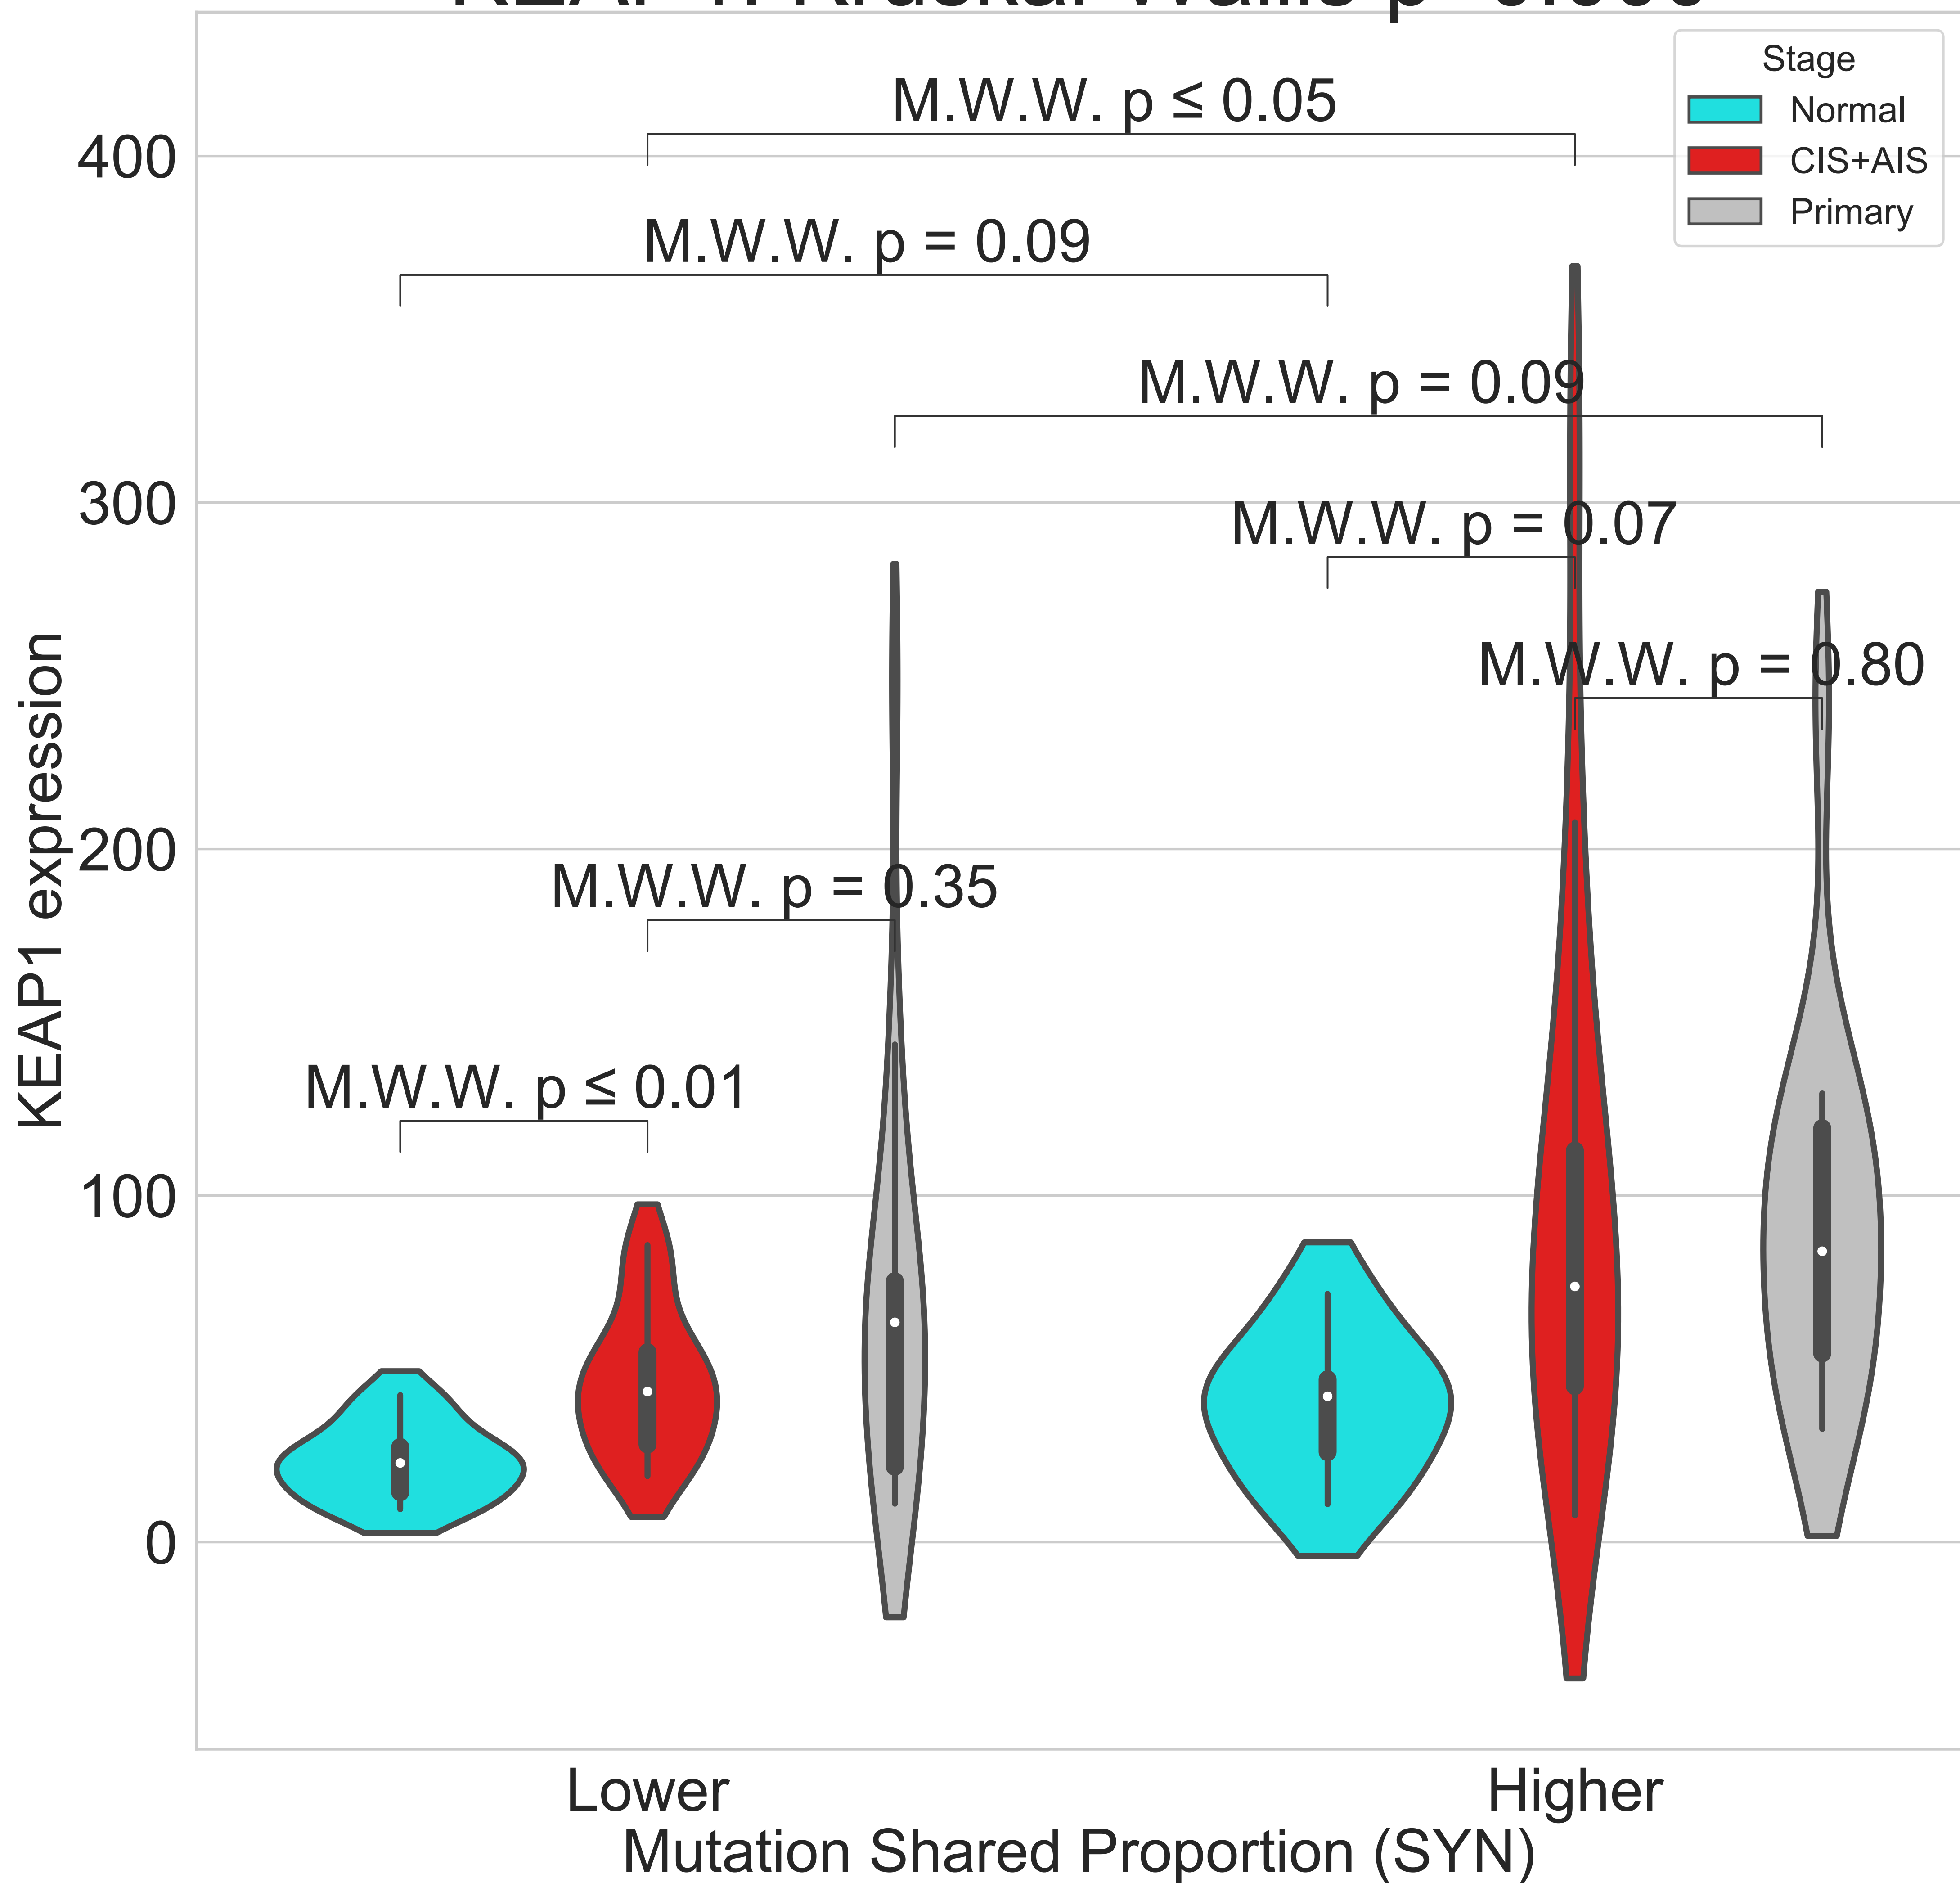 Stage
Normal
CIS+AIS
Primary
M.W.W. p ≤ 0.05
M.W.W. p = 0.09
M.W.W. p = 0.09
M.W.W. p = 0.07
M.W.W. p = 0.80
M.W.W. p = 0.35
M.W.W. p ≤ 0.01
400
300
200
100
0
KEAP1 expression
Lower
Higher
Mutation Shared Proportion (SYN)